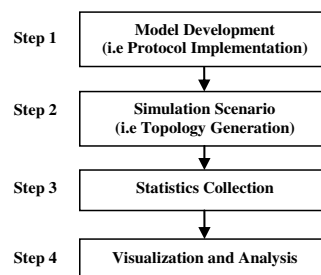 Step 1
Model Development
(i.e Protocol Implementation)
Step 2
Simulation Scenario
(i.e Topology Generation)
Step 3
Statistics Collection
Step 4
Visualization and Analysis